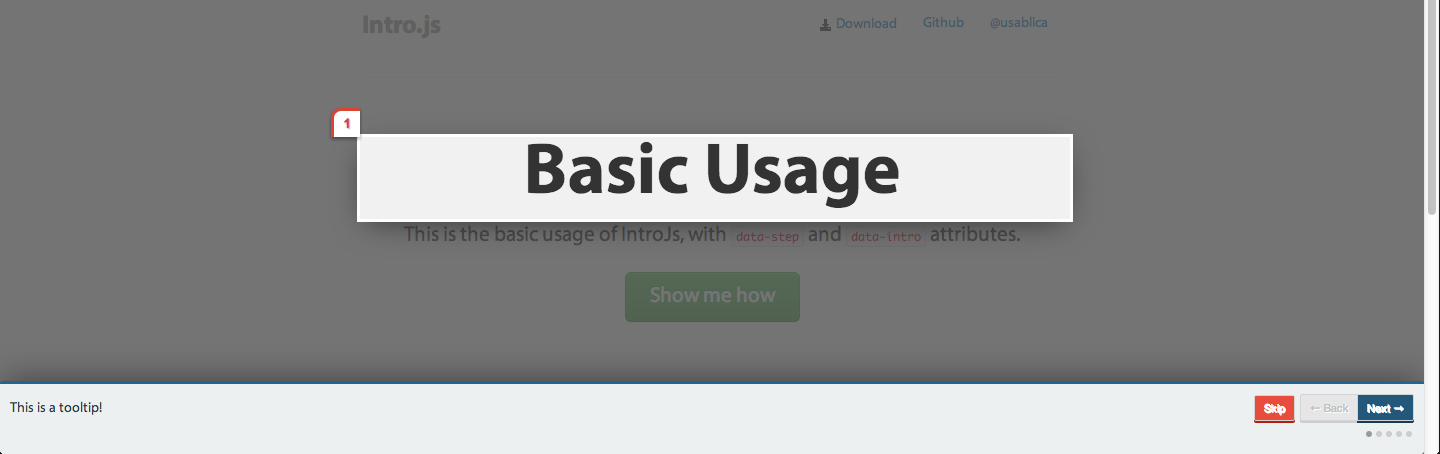 Intro.js
Download Github @usablica
1
Basic Usage
This is the basic usage of IntroJs, with data-step and data-intro attributes.
Show me how
This is a tooltip!
Skip ← Back Next →